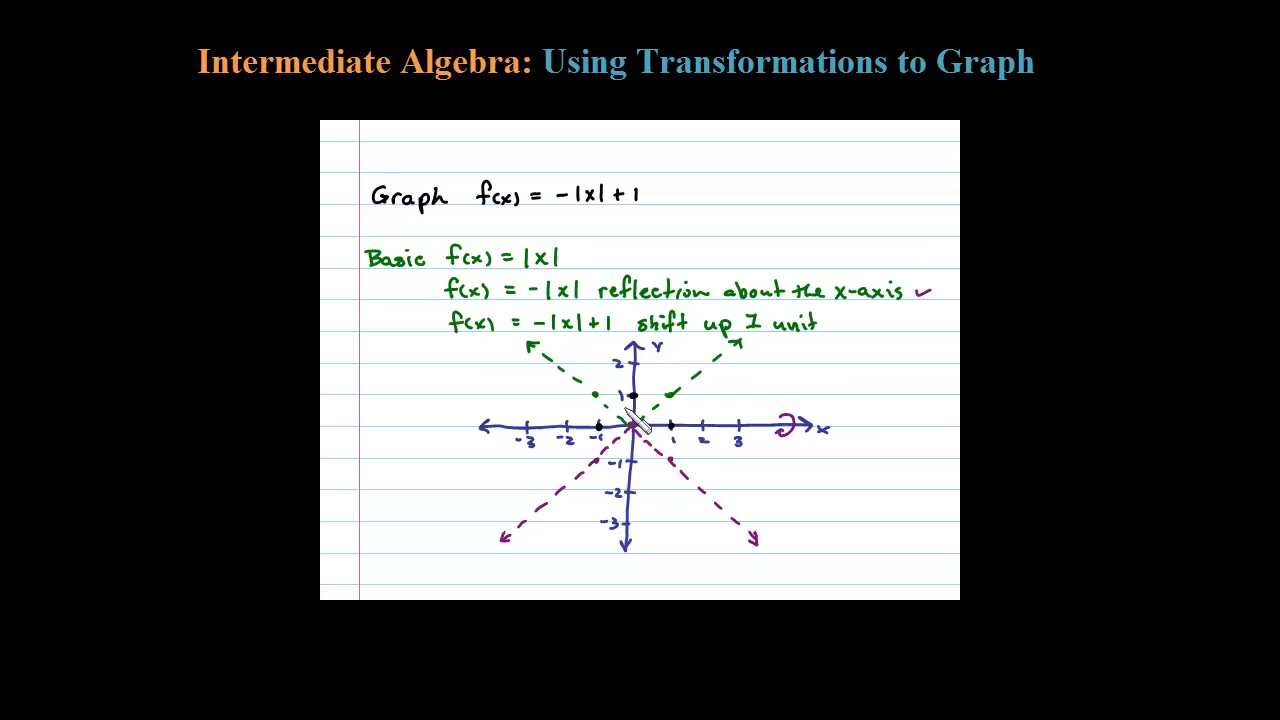 Intermediate Algebra: Using Transformations to Graph
Graph f(x) = -|x| + 1
Basic f(x) = |x|
f(x) = -|x| reflection about the x-axis ✓
f(x) = -|x| + 1 shift up 1 unit
Y
2
1
-3 -2 -1 1 2 3 x
-1
-2
-3